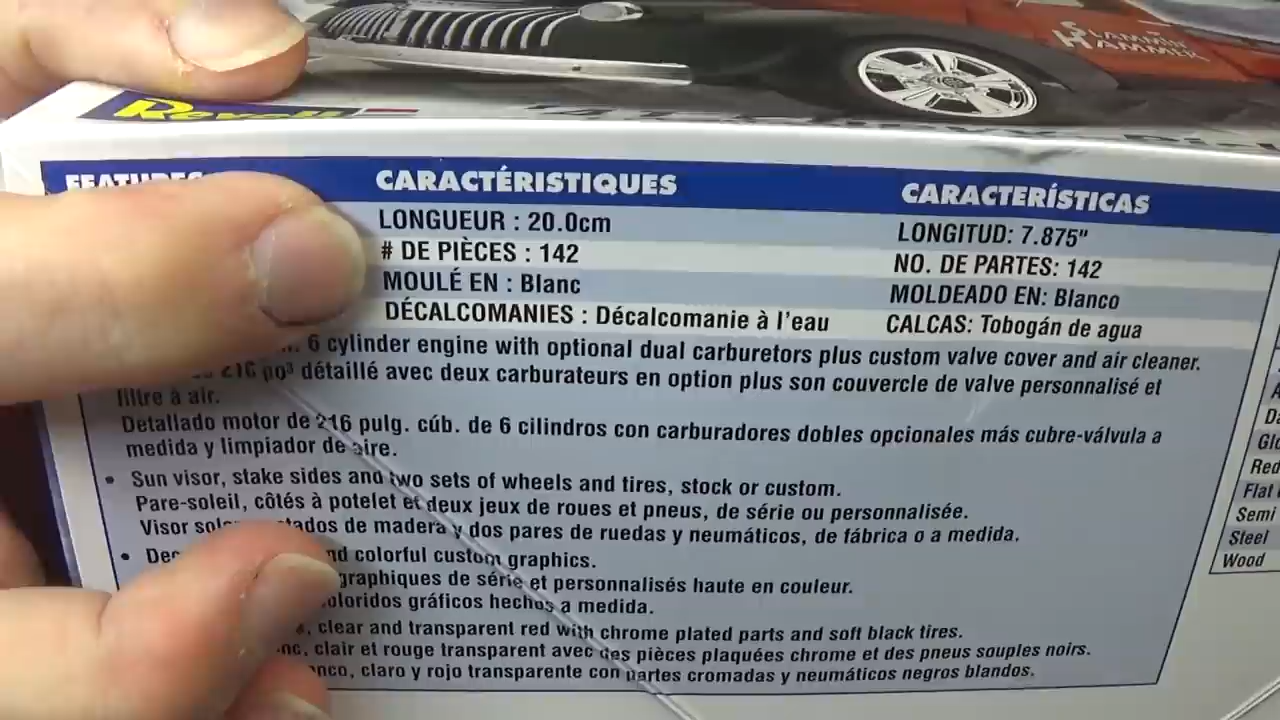 SLAMMIN'
HAMMER
Revell
FEATURES CARACTÉRISTIQUES CARACTERÍSTICAS
LONGUEUR : 20.0cm LONGITUD: 7.875"
# DE PIÈCES : 142 NO. DE PARTES: 142
MOULÉ EN : Blanc MOLDEADO EN: Blanco
DÉCALCOMANIES : Décalcomanie à l'eau CALCAS: Tobogán de agua
6 cylinder engine with optional dual carburetors plus custom valve cover and air cleaner.
216 po³ détaillé avec deux carburateurs en option plus son couvercle de valve personnalisé et
filtre à air.
Detallado motor de 216 pulg. cúb. de 6 cilindros con carburadores dobles opcionales más cubre-válvula a
medida y limpiador de aire.
• Sun visor, stake sides and two sets of wheels and tires, stock or custom.
Pare-soleil, côtés à potelet et deux jeux de roues et pneus, de série ou personnalisée.
Visor de madera y dos pares de ruedas y neumáticos, de fábrica o a medida.
• colorful custom graphics.
graphiques de série et personnalisés haute en couleur.
gráficos hechos a medida.
, clear and transparent red with chrome plated parts and soft black tires.
, clair et rouge transparent avec des pièces plaquées chrome et des pneus souples noirs.
, claro y rojo transparente con partes cromadas y neumáticos negros blandos.
Red
Flat
Semi
Steel
Wood